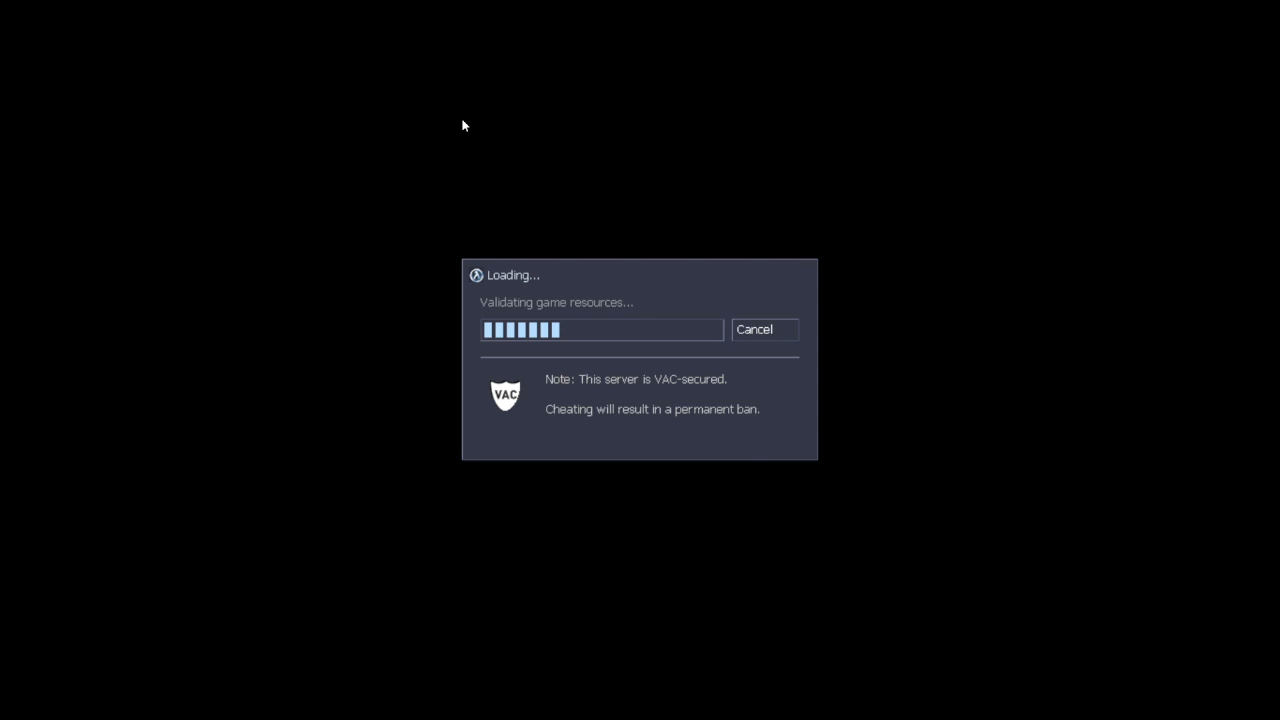 Loading...
Validating game resources...
Cancel
VAC
Note: This server is VAC-secured.
Cheating will result in a permanent ban.